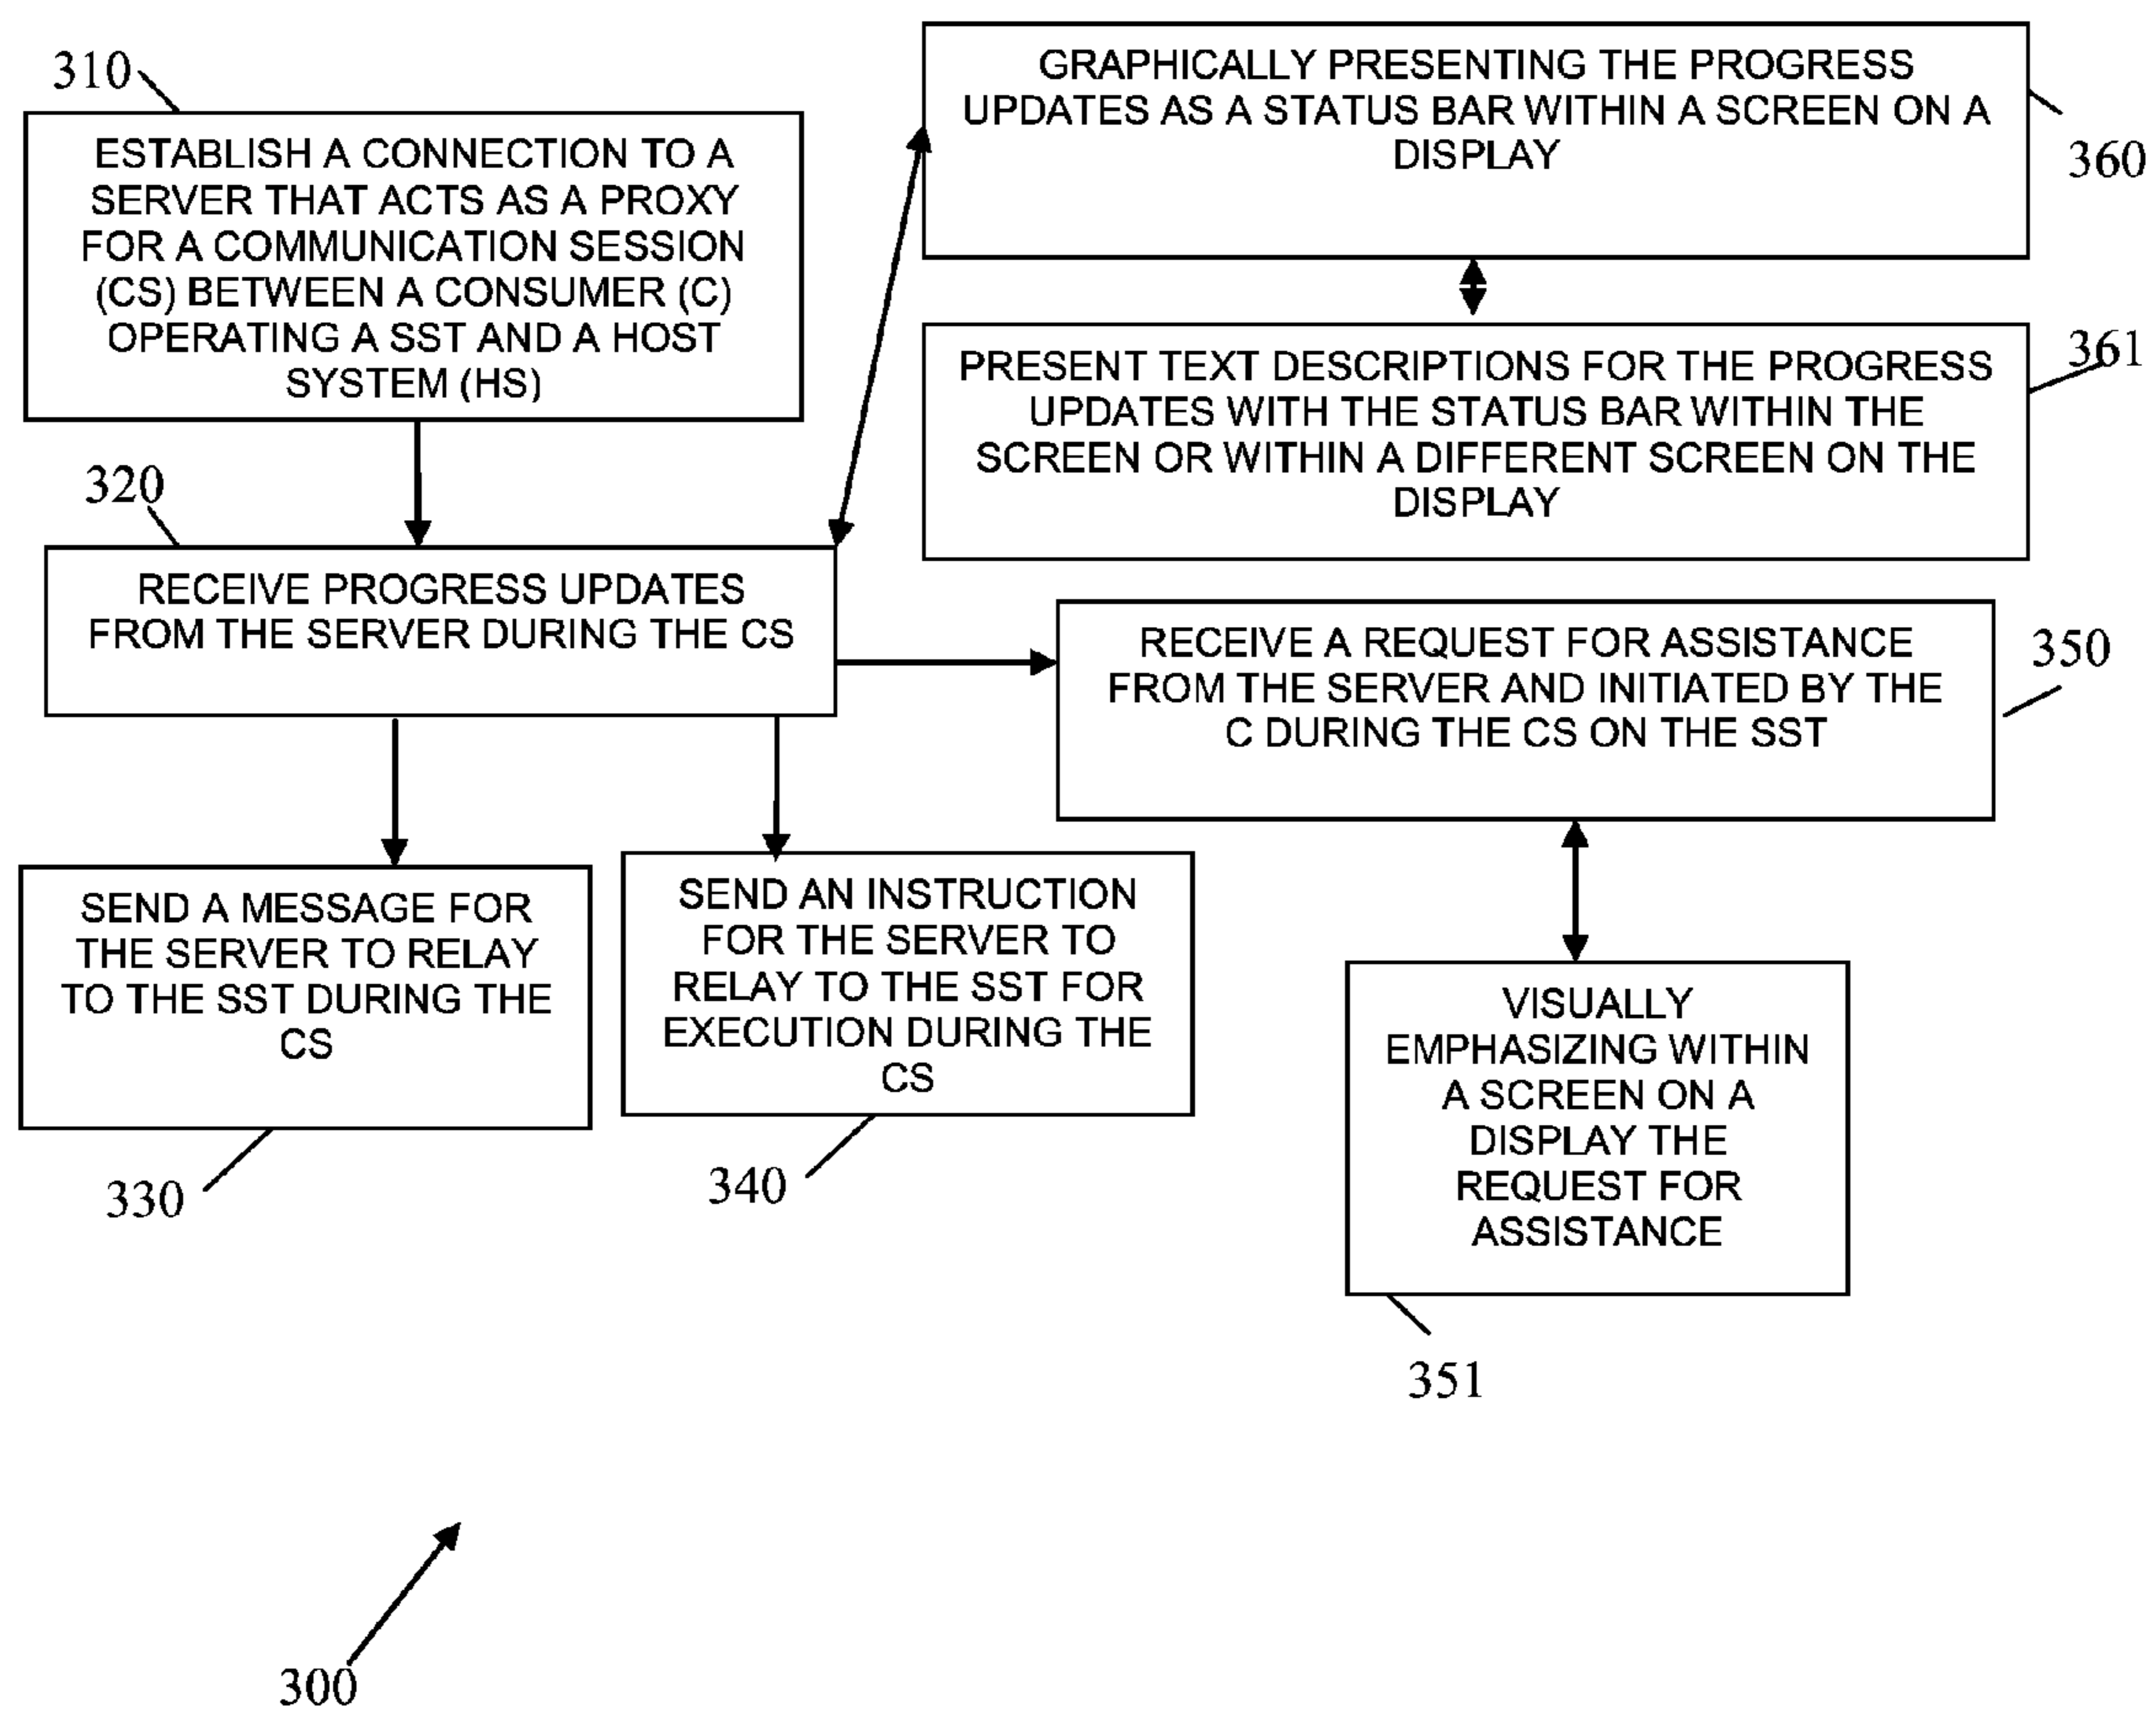 310
ESTABLISH A CONNECTION TO A
SERVER THAT ACTS AS A PROXY
FOR A COMMUNICATION SESSION
(CS) BETWEEN A CONSUMER (C)
OPERATING A SST AND A HOST
SYSTEM (HS)
GRAPHICALLY PRESENTING THE PROGRESS
UPDATES AS A STATUS BAR WITHIN A SCREEN ON A
DISPLAY
360
PRESENT TEXT DESCRIPTIONS FOR THE PROGRESS
UPDATES WITH THE STATUS BAR WITHIN THE
SCREEN OR WITHIN A DIFFERENT SCREEN ON THE
DISPLAY
361
320
RECEIVE PROGRESS UPDATES
FROM THE SERVER DURING THE CS
RECEIVE A REQUEST FOR ASSISTANCE
FROM THE SERVER AND INITIATED BY THE
C DURING THE CS ON THE SST
350
SEND A MESSAGE FOR
THE SERVER TO RELAY
TO THE SST DURING THE
CS
330
SEND AN INSTRUCTION
FOR THE SERVER TO
RELAY TO THE SST FOR
EXECUTION DURING THE
CS
340
VISUALLY
EMPHASIZING WITHIN
A SCREEN ON A
DISPLAY THE
REQUEST FOR
ASSISTANCE
351
300